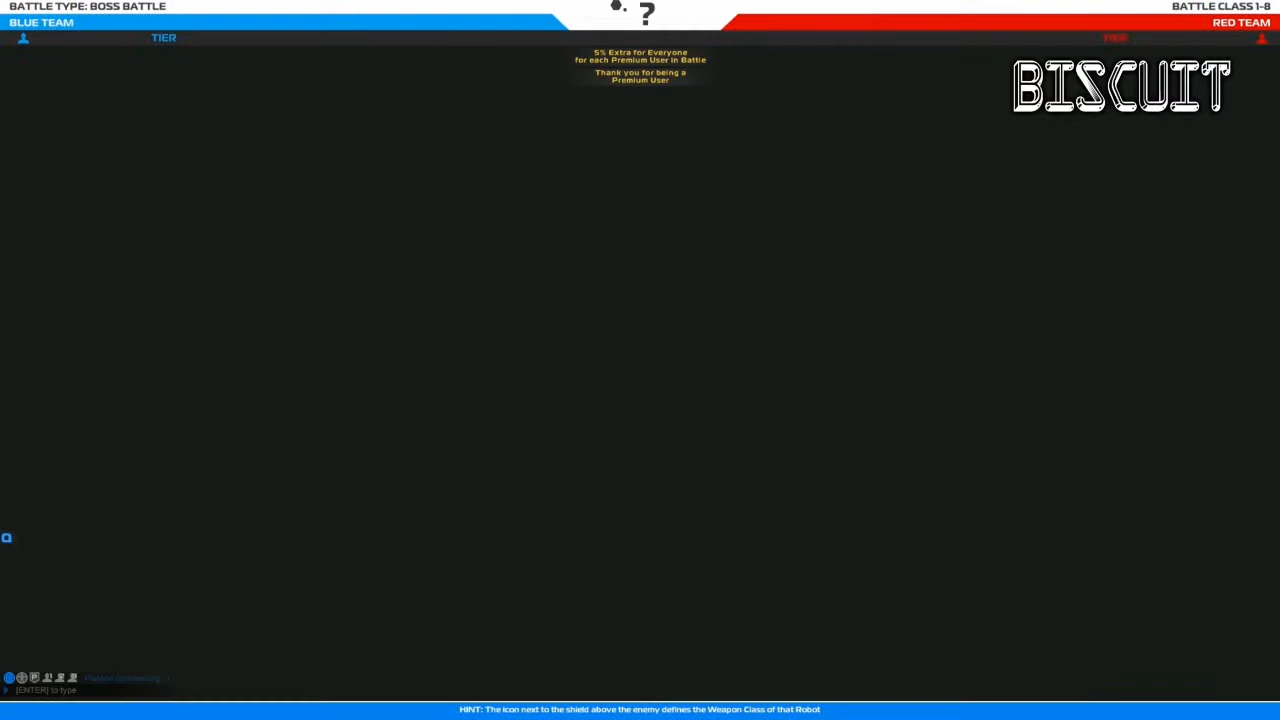 BATTLE TYPE: BOSS BATTLE
?
BATTLE CLASS 1-8
BLUE TEAM
RED TEAM
TIER
TIER
5% Extra for Everyone
for each Premium User in Battle
Thank you for being a
Premium User
BISCUIT
P
[ENTER] to type
HINT: The icon next to the shield above the enemy defines the Weapon Class of that Robot